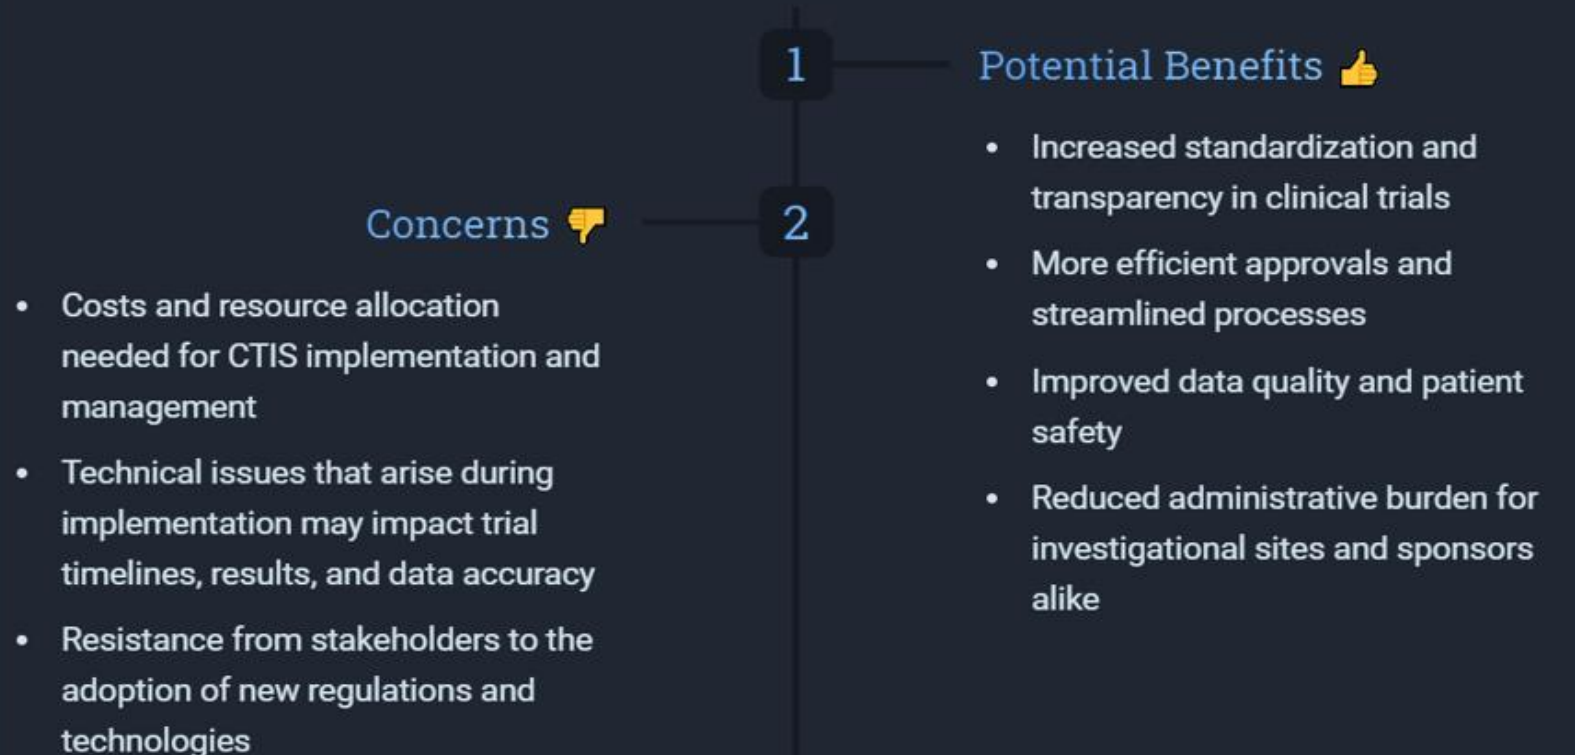 1
Potential Benefits 👍
• Increased standardization and
transparency in clinical trials
• More efficient approvals and
streamlined processes
• Improved data quality and patient
safety
• Reduced administrative burden for
investigational sites and sponsors
alike
2
Concerns 👎
• Costs and resource allocation
needed for CTIS implementation and
management
• Technical issues that arise during
implementation may impact trial
timelines, results, and data accuracy
• Resistance from stakeholders to the
adoption of new regulations and
technologies